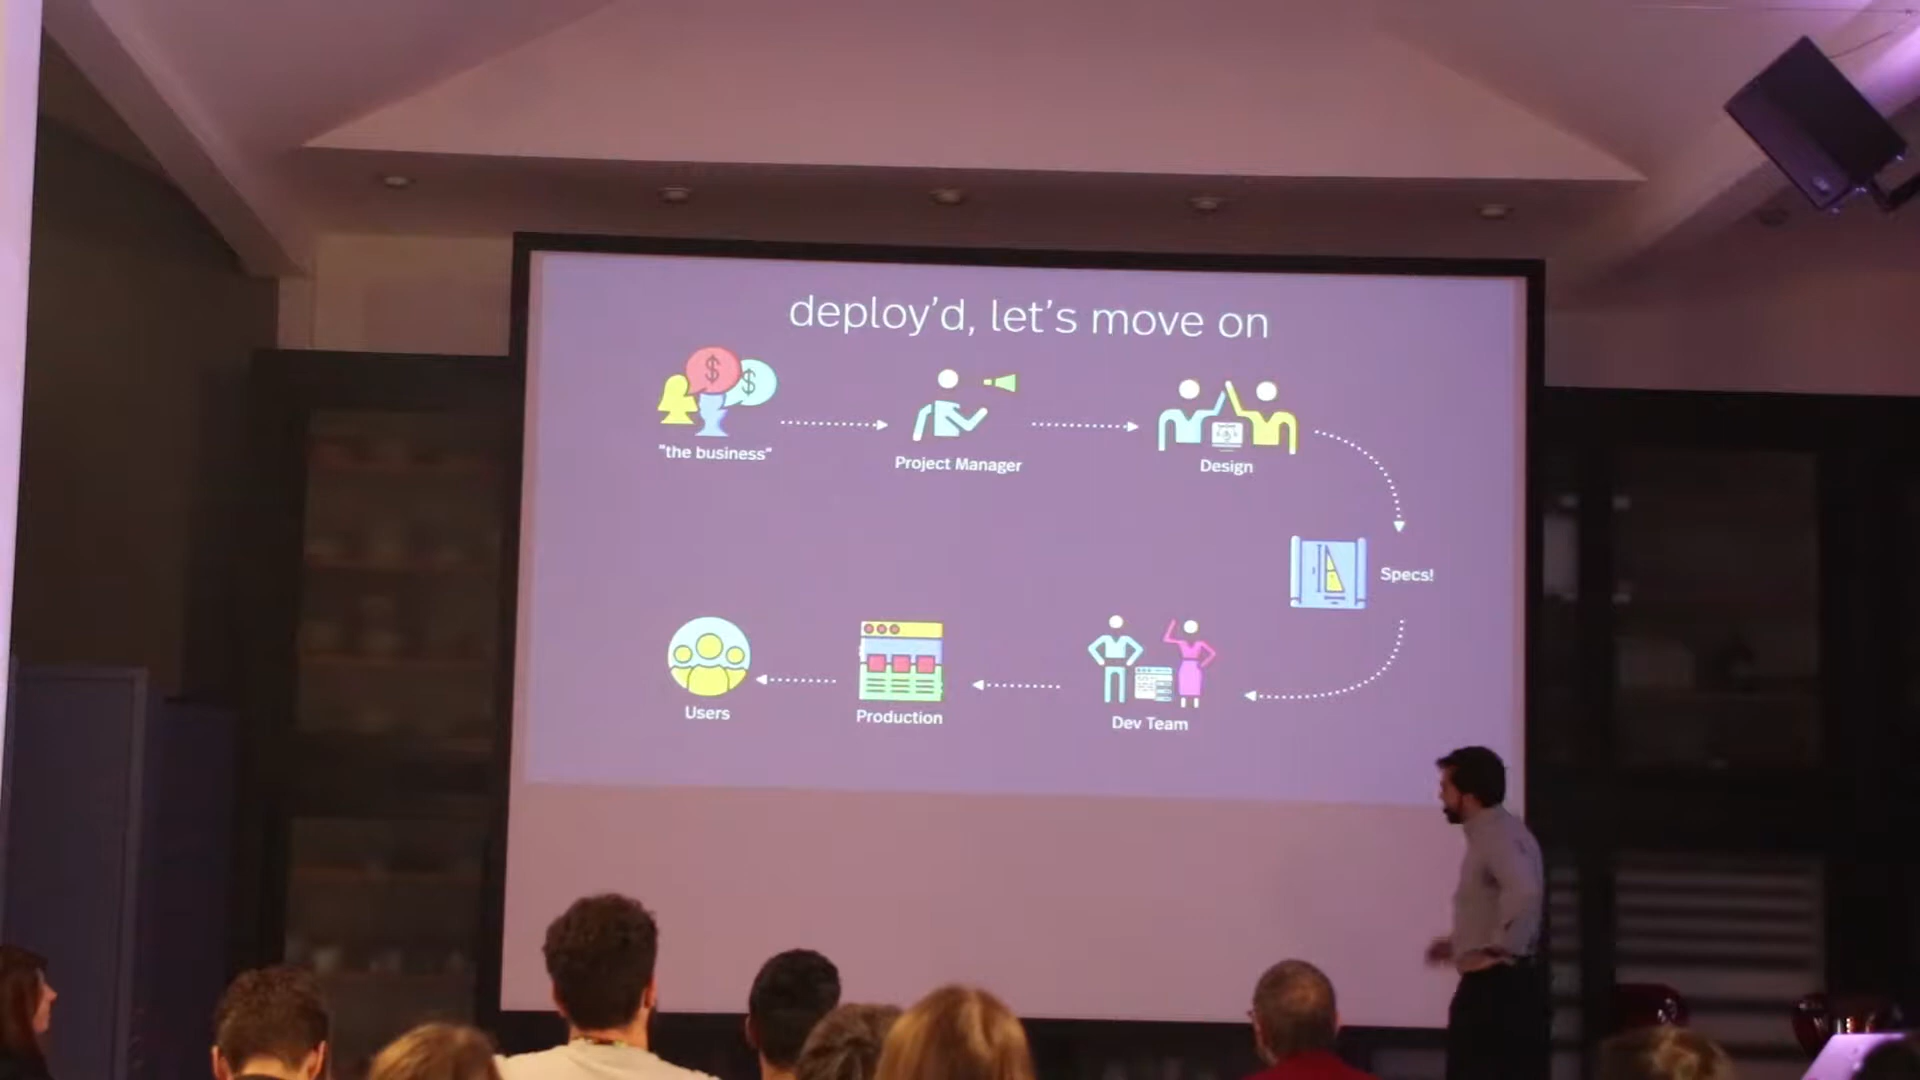 deploy'd, let's move on
$ $
"the business"
Project Manager
Design
Specs!
Users
Production
Dev Team